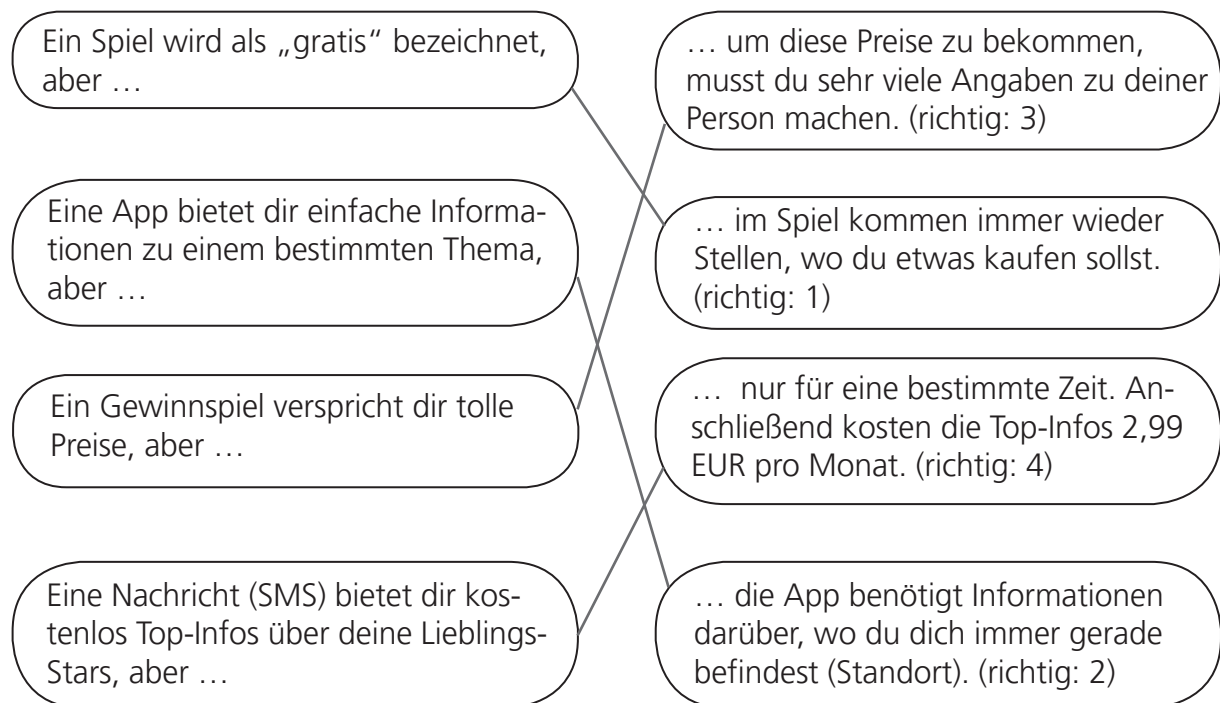 Ein Spiel wird als „gratis“ bezeichnet,
aber …
Eine App bietet dir einfache Informa-
tionen zu einem bestimmten Thema,
aber …
Ein Gewinnspiel verspricht dir tolle
Preise, aber …
Eine Nachricht (SMS) bietet dir kos-
tenlos Top-Infos über deine Lieblings-
Stars, aber …
… um diese Preise zu bekommen,
musst du sehr viele Angaben zu deiner
Person machen. (richtig: 3)
… im Spiel kommen immer wieder
Stellen, wo du etwas kaufen sollst.
(richtig: 1)
… nur für eine bestimmte Zeit. An-
schließend kosten die Top-Infos 2,99
EUR pro Monat. (richtig: 4)
… die App benötigt Informationen
darüber, wo du dich immer gerade
befindest (Standort). (richtig: 2)